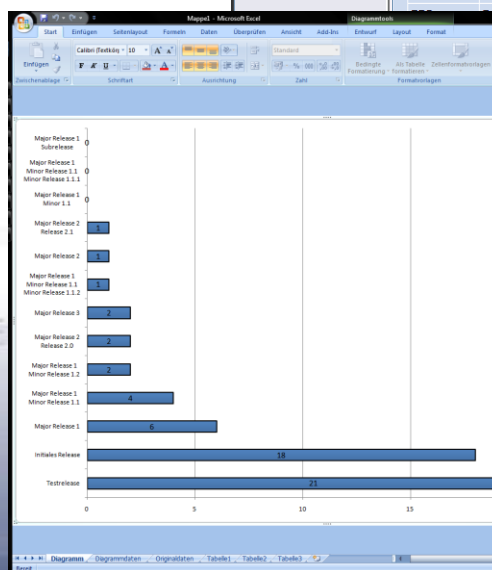 Mappe1 - Microsoft Excel
Diagrammtools
Start Einfügen Seitenlayout Formeln Daten Überprüfen Ansicht Add-Ins Entwurf Layout Format
Calibri (Textkörp 10 A A Standard
Einfügen F K U % 000 Bedingte Als Tabelle Zellenformatvorlagen
Formatierung formatieren
Zwischenablage Schriftart Ausrichtung Zahl Formatvorlagen
Major Release 1
Subrelease
0
Major Release 1
Minor Release 1.1
Minor Release 1.1.1
0
Major Release 1
Minor 1.1
0
Major Release 2
Release 2.1
1
Major Release 2
1
Major Release 1
Minor Release 1.1
Minor Release 1.1.2
1
Major Release 3
2
Major Release 2
Release 2.0
2
Major Release 1
Minor Release 1.2
2
Major Release 1
Minor Release 1.1
4
Major Release 1
6
Initiales Release
18
Testrelease
21
0 5 10 15
Diagramm Diagrammdaten Originaldaten Tabelle1 Tabelle2 Tabelle3
Bereit